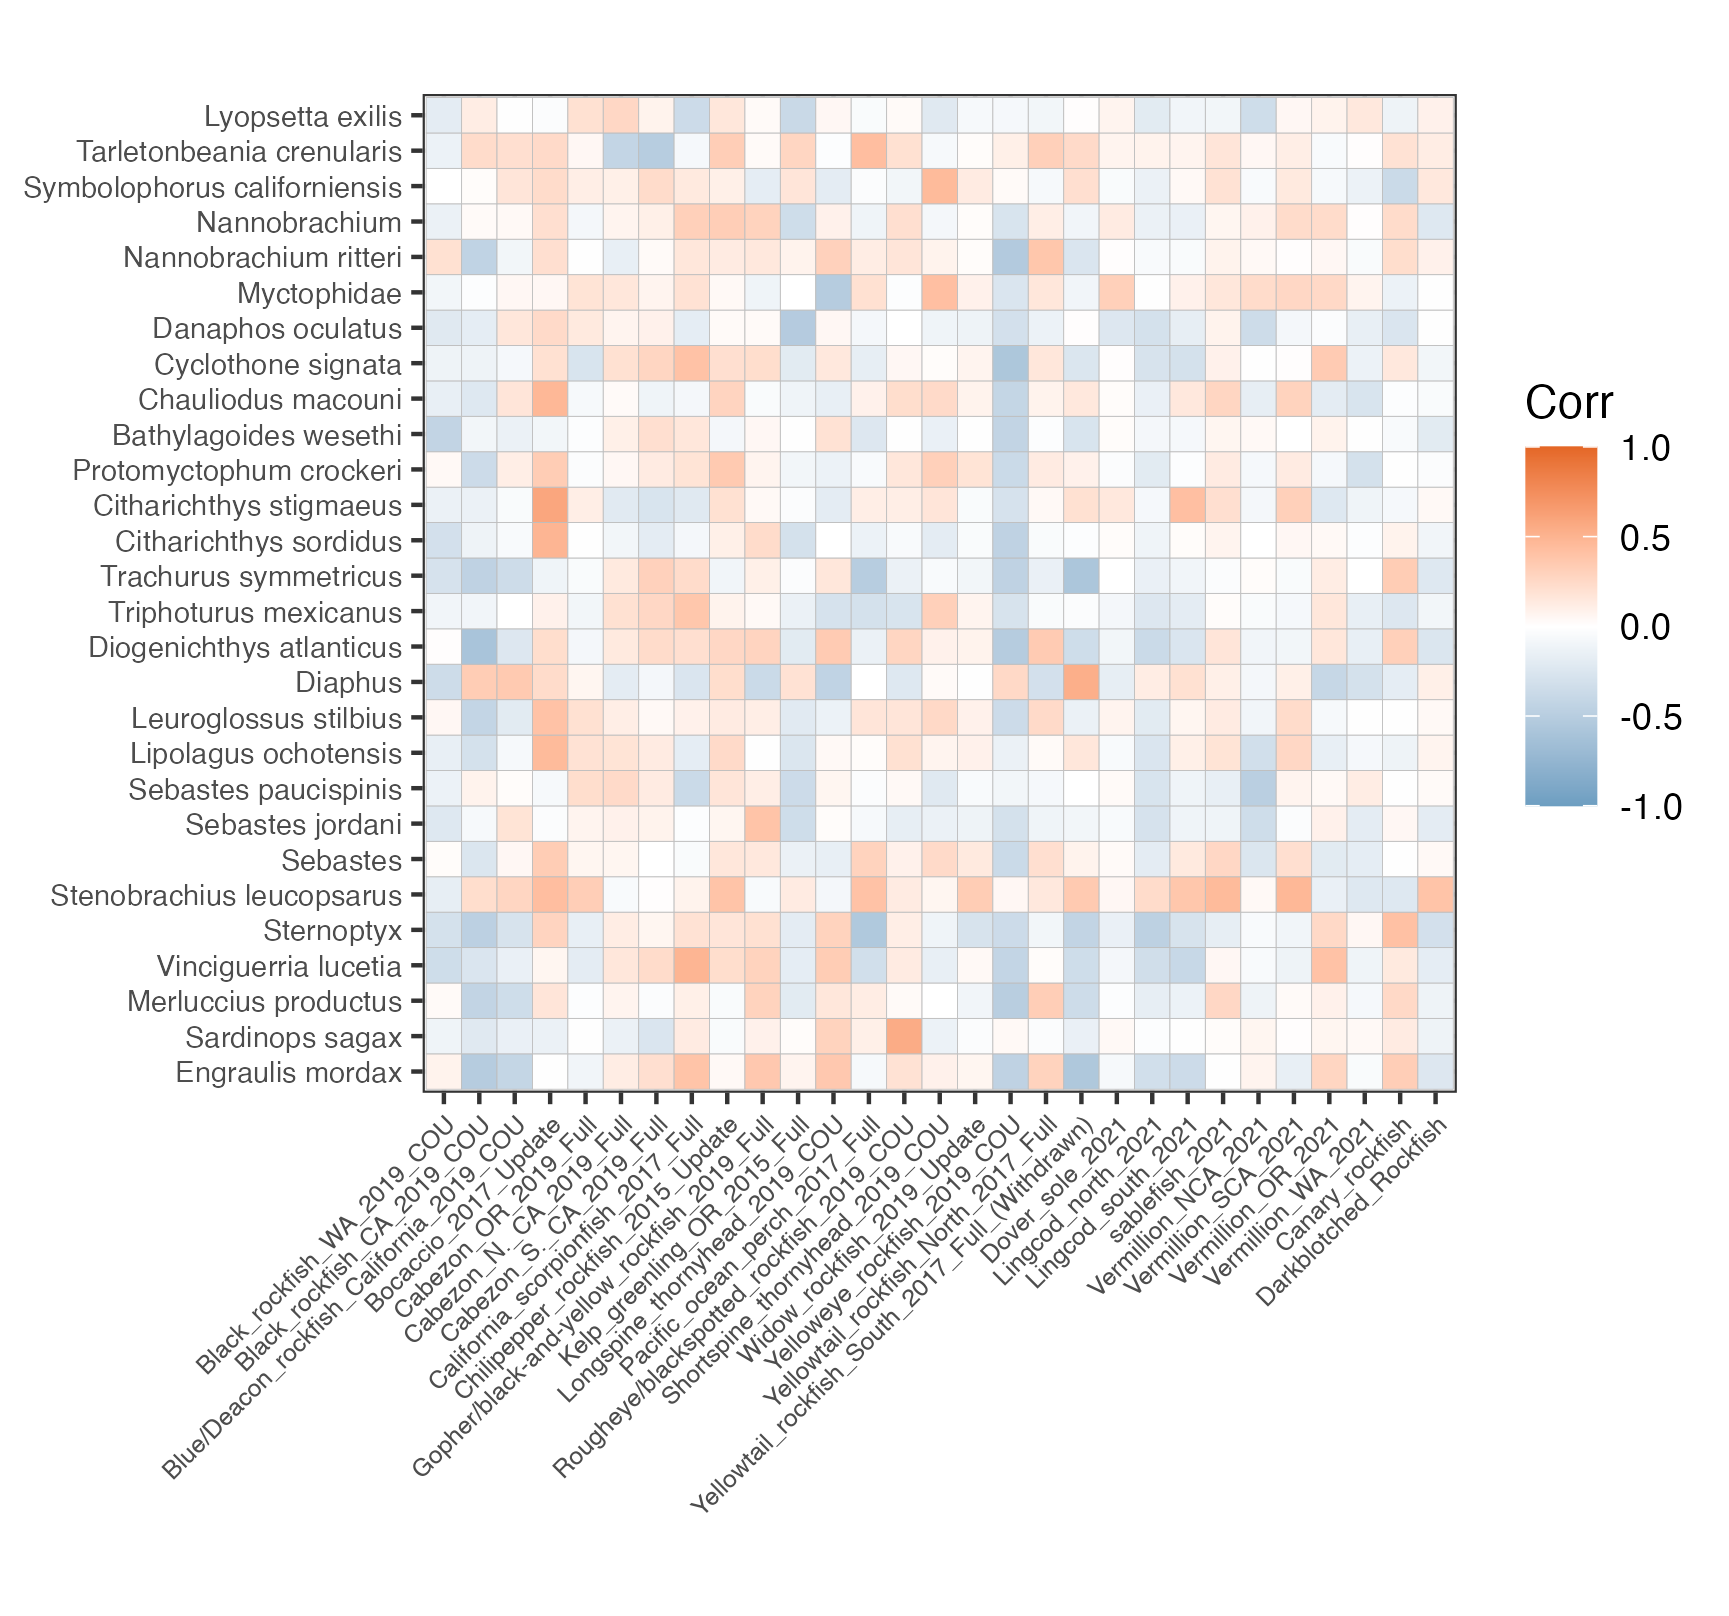 Lyopsetta exilis
Tarletonbeania crenularis
Symbolophorus californiensis
Nannobrachium
Nannobrachium ritteri
Myctophidae
Danaphos oculatus
Cyclothone signata
Chauliodus macouni
Bathylagoides wesethi
Protomyctophum crockeri
Citharichthys stigmaeus
Citharichthys sordidus
Trachurus symmetricus
Triphoturus mexicanus
Diogenichthys atlanticus
Diaphus
Leuroglossus stilbius
Lipolagus ochotensis
Sebastes paucispinis
Sebastes jordani
Sebastes
Stenobrachius leucopsarus
Sternoptyx
Vinciguerria lucetia
Merluccius productus
Sardinops sagax
Engraulis mordax
Black_rockfish_WA_2019_COU
Black_rockfish_CA_2019_COU
Blue/Deacon_rockfish_California_2019_COU
Bocaccio_2017_Update
Cabezon_OR_2019_Full
Cabezon_N._CA_2019_Full
Cabezon_S._CA_2019_Full
California_scorpionfish_2017_Full
Chilipepper_rockfish_2015_Update
Gopher/black-and-yellow_rockfish_2019_Full
Kelp_greenling_OR_2015_Full
Longspine_thornyhead_2019_COU
Pacific_ocean_perch_2017_Full
Rougheye/blackspotted_rockfish_2019_COU
Shortspine_thornyhead_2019_COU
Widow_rockfish_2019_Update
Yelloweye_rockfish_2019_COU
Yellowtail_rockfish_North_2017_Full
Yellowtail_rockfish_South_2017_Full_(Withdrawn)
Dover_sole_2021
Lingcod_north_2021
Lingcod_south_2021
sablefish_2021
Vermillion_NCA_2021
Vermillion_SCA_2021
Vermillion_OR_2021
Vermillion_WA_2021
Canary_rockfish
Darkblotched_Rockfish
Corr
1.0
0.5
0.0
-0.5
-1.0